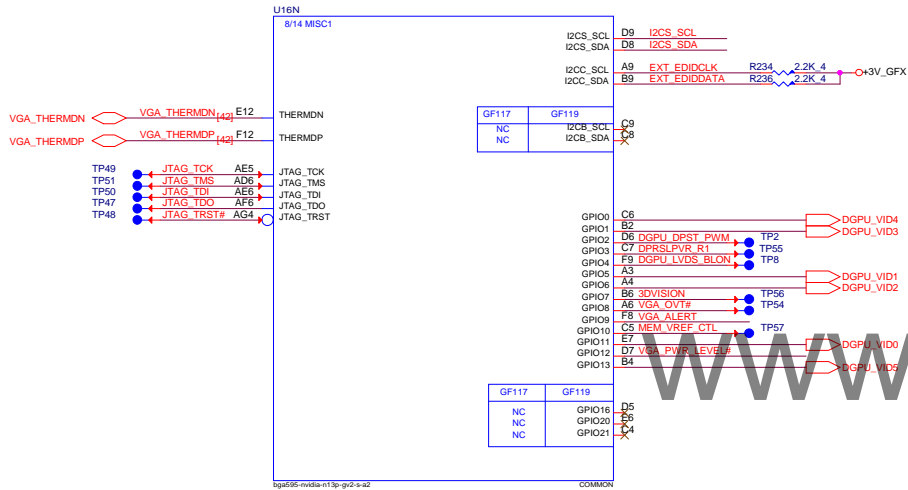 U16N
8/14 MISC1
I2CS_SCL D9 I2CS_SCL
I2CS_SDA D8 I2CS_SDA
I2CC_SCL A9 EXT_EDIDCLK R234 2.2K_4
I2CC_SDA B9 EXT_EDIDDATA R236 2.2K_4
+3V_GFX
VGA_THERMDN VGA_THERMDN [42] E12 THERMDN
VGA_THERMDP VGA_THERMDP [42] F12 THERMDP
GF117 GF119
NC I2CB_SCL C9
NC I2CB_SDA C8
TP49 JTAG_TCK AE5 JTAG_TCK
TP51 JTAG_TMS AD6 JTAG_TMS
TP50 JTAG_TDI AE6 JTAG_TDI
TP47 JTAG_TDO AF6 JTAG_TDO
TP48 JTAG_TRST# AG4 JTAG_TRST
GPIO0 C6 DGPU_VID4
GPIO1 B2 DGPU_VID3
GPIO2 D6 DGPU_DPST_PWM TP2
GPIO3 C7 DPRSLPVR_R1 TP55
GPIO4 F9 DGPU_LVDS_BLON TP8
GPIO5 A3 DGPU_VID1
GPIO6 A4 DGPU_VID2
GPIO7 B6 3DVISION TP56
GPIO8 A6 VGA_OVT# TP54
GPIO9 F8 VGA_ALERT
GPIO10 C5 MEM_VREF_CTL TP57
GPIO11 E7 DGPU_VID0
GPIO12 D7 VGA_PWR_LEVEL#
GPIO13 B4 DGPU_VID5
www
GF117 GF119
NC GPIO16 D5
NC GPIO20 E6
NC GPIO21 C4
bga595-nvidia-n13p-gv2-s-a2 COMMON